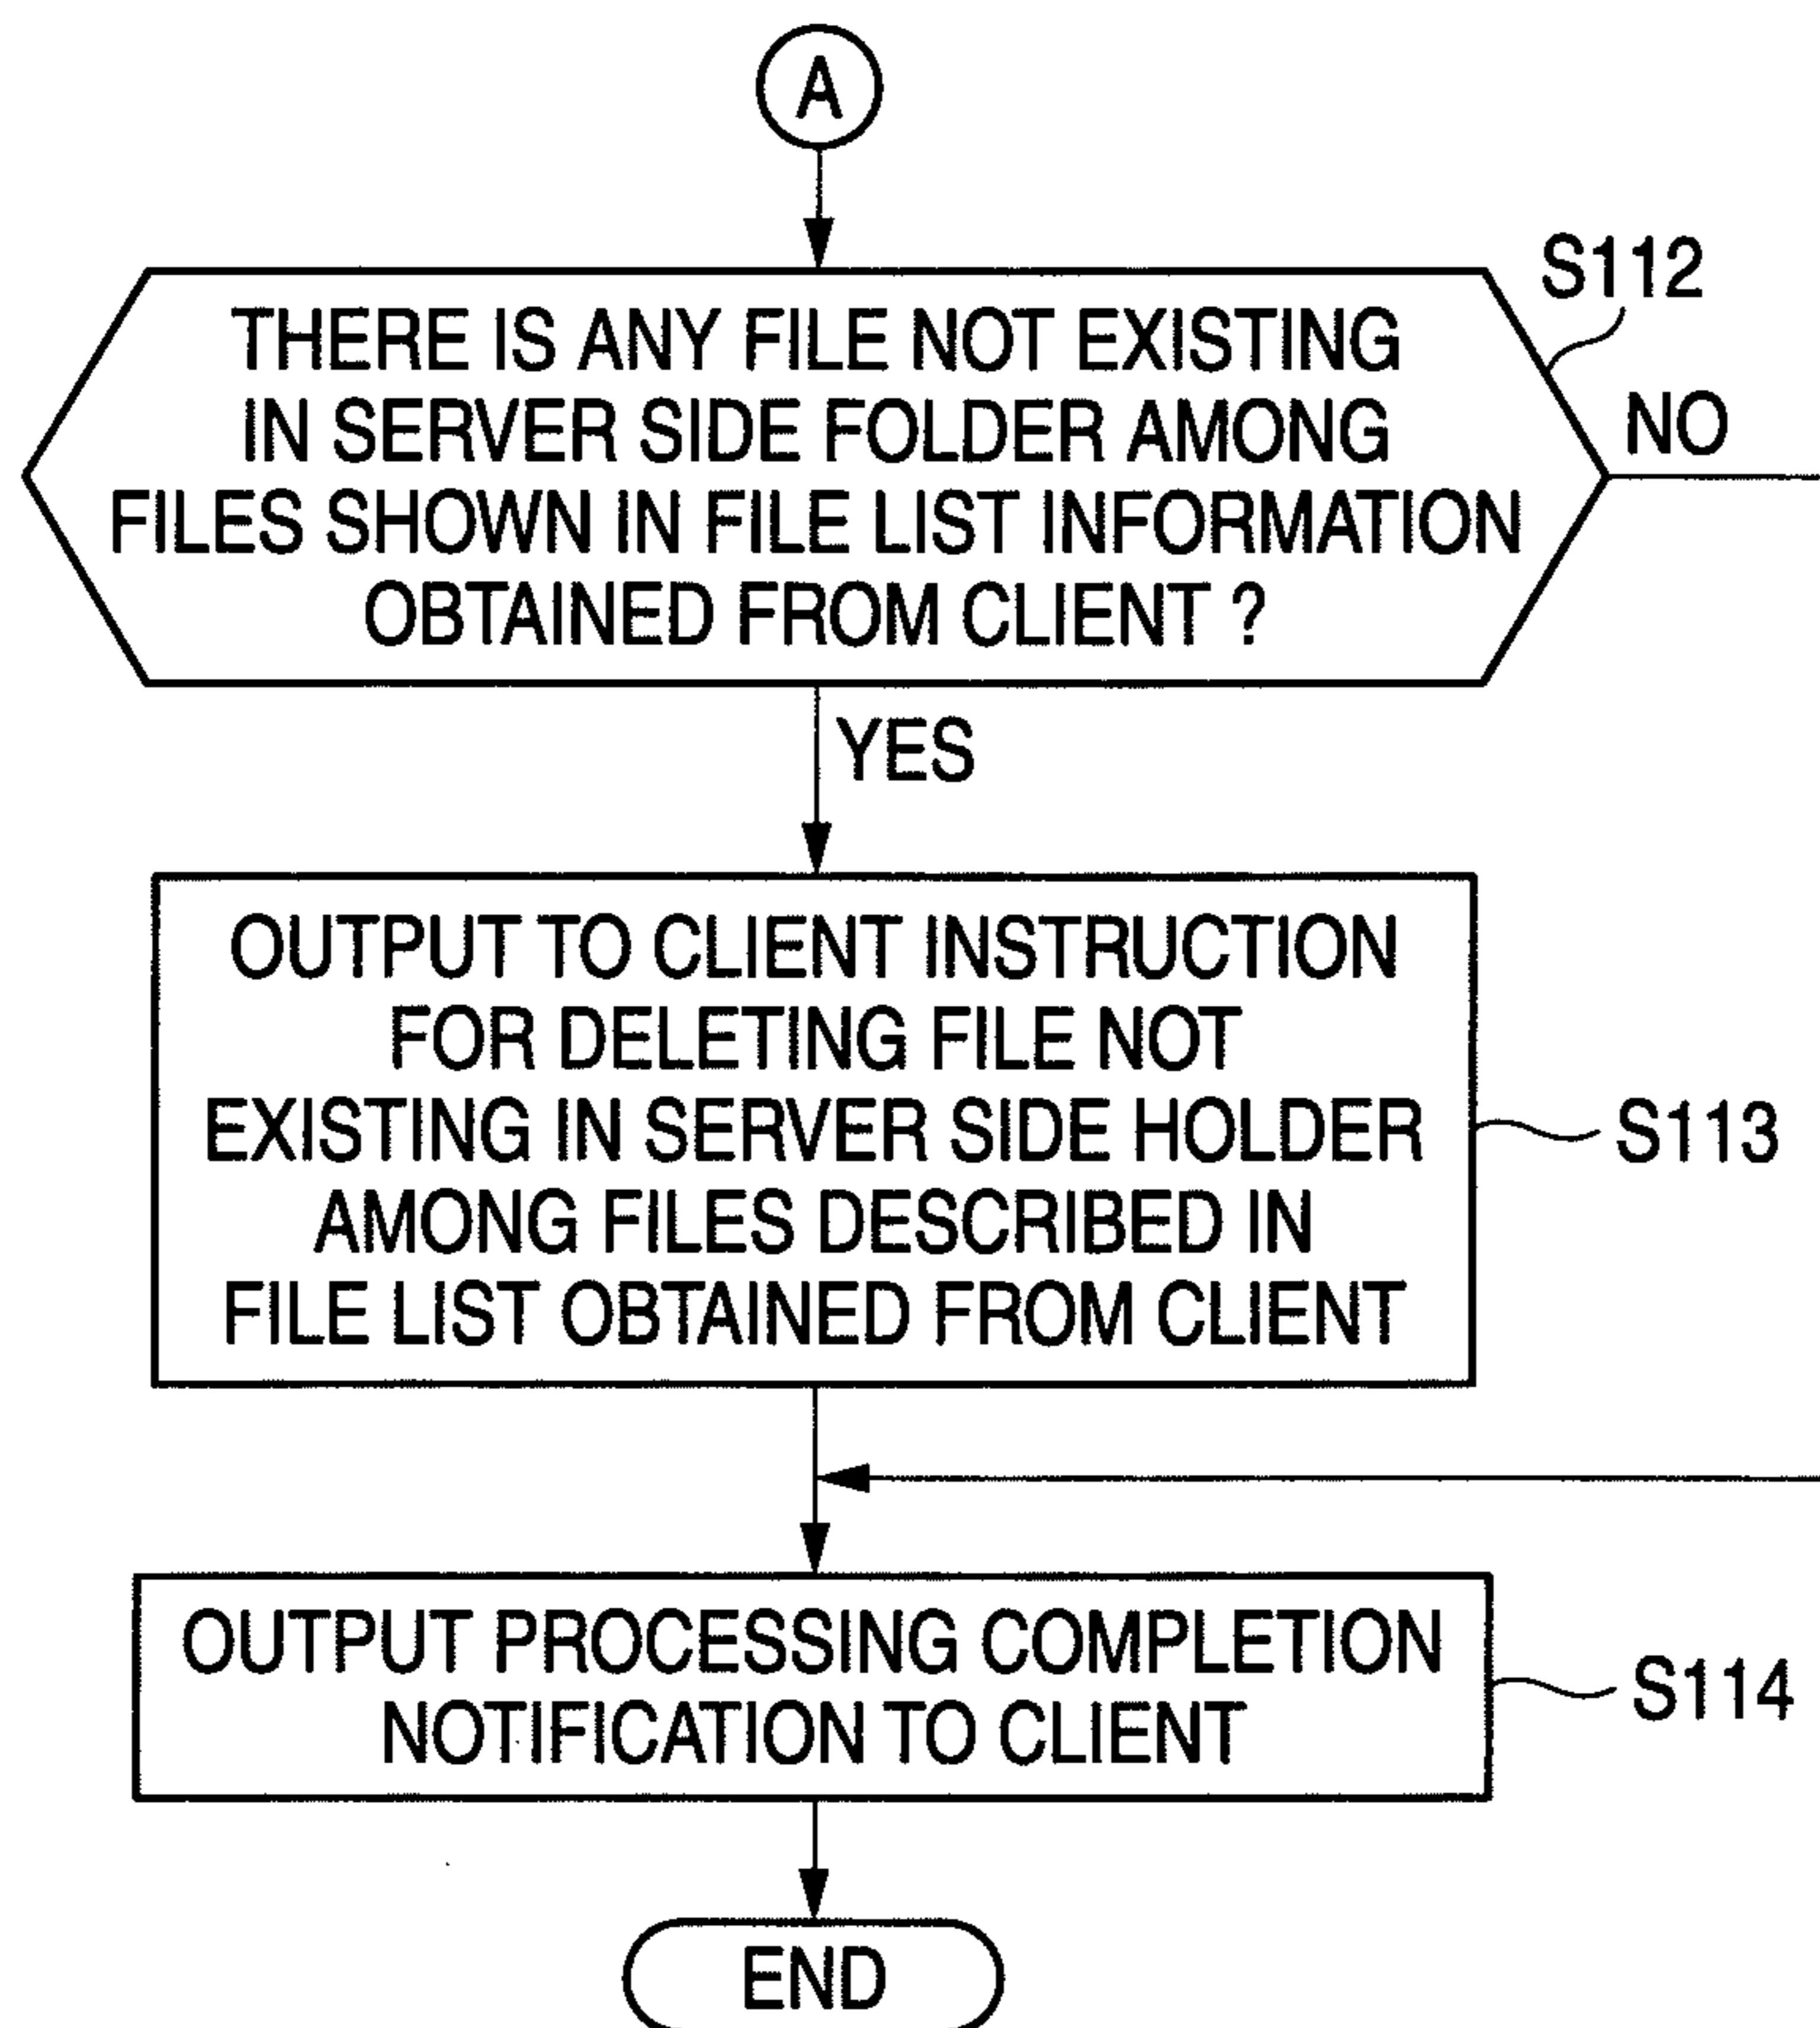 A
S112
THERE IS ANY FILE NOT EXISTING
IN SERVER SIDE FOLDER AMONG
FILES SHOWN IN FILE LIST INFORMATION
OBTAINED FROM CLIENT ?
NO
YES
OUTPUT TO CLIENT INSTRUCTION
FOR DELETING FILE NOT
EXISTING IN SERVER SIDE HOLDER
AMONG FILES DESCRIBED IN
FILE LIST OBTAINED FROM CLIENT
S113
OUTPUT PROCESSING COMPLETION
NOTIFICATION TO CLIENT
S114
END